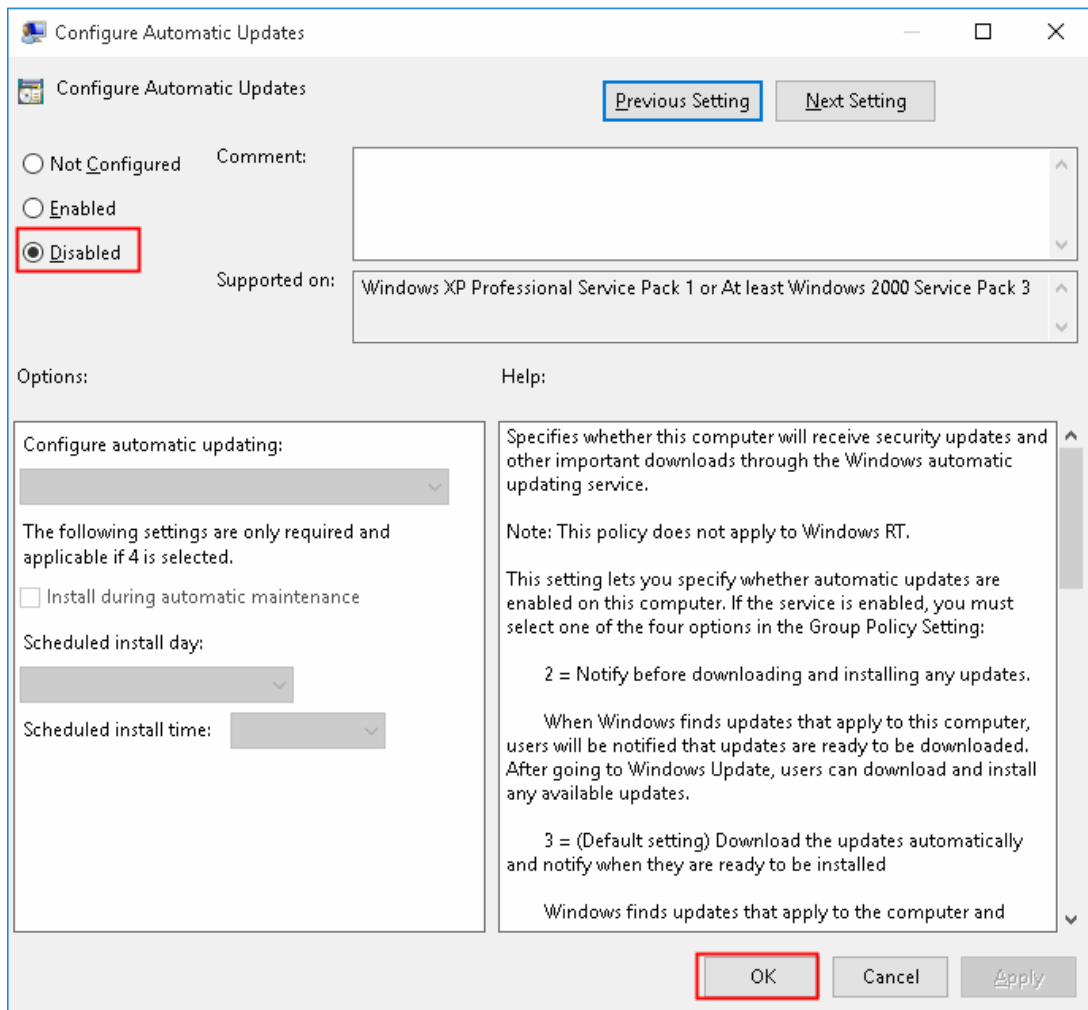 Configure Automatic Updates
Configure Automatic Updates
Previous Setting
Next Setting
Not Configured
Enabled
Disabled
Comment:
Supported on:
Windows XP Professional Service Pack 1 or At least Windows 2000 Service Pack 3
Options:
Help:
Configure automatic updating:
The following settings are only required and
applicable if 4 is selected.
Install during automatic maintenance
Scheduled install day:
Scheduled install time:
Specifies whether this computer will receive security updates and
other important downloads through the Windows automatic
updating service.
Note: This policy does not apply to Windows RT.
This setting lets you specify whether automatic updates are
enabled on this computer. If the service is enabled, you must
select one of the four options in the Group Policy Setting:
2 = Notify before downloading and installing any updates.
When Windows finds updates that apply to this computer,
users will be notified that updates are ready to be downloaded.
After going to Windows Update, users can download and install
any available updates.
3 = (Default setting) Download the updates automatically
and notify when they are ready to be installed
Windows finds updates that apply to the computer and
OK
Cancel
Apply